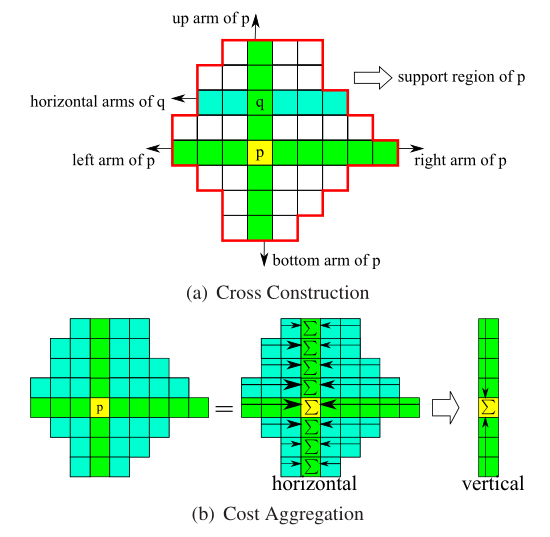 up arm of p
support region of p
horizontal arms of q
q
left arm of p
p
right arm of p
bottom arm of p
(a) Cross Construction
p
=
∑
∑
∑
∑
∑
∑
∑
∑
∑
horizontal
vertical
(b) Cost Aggregation